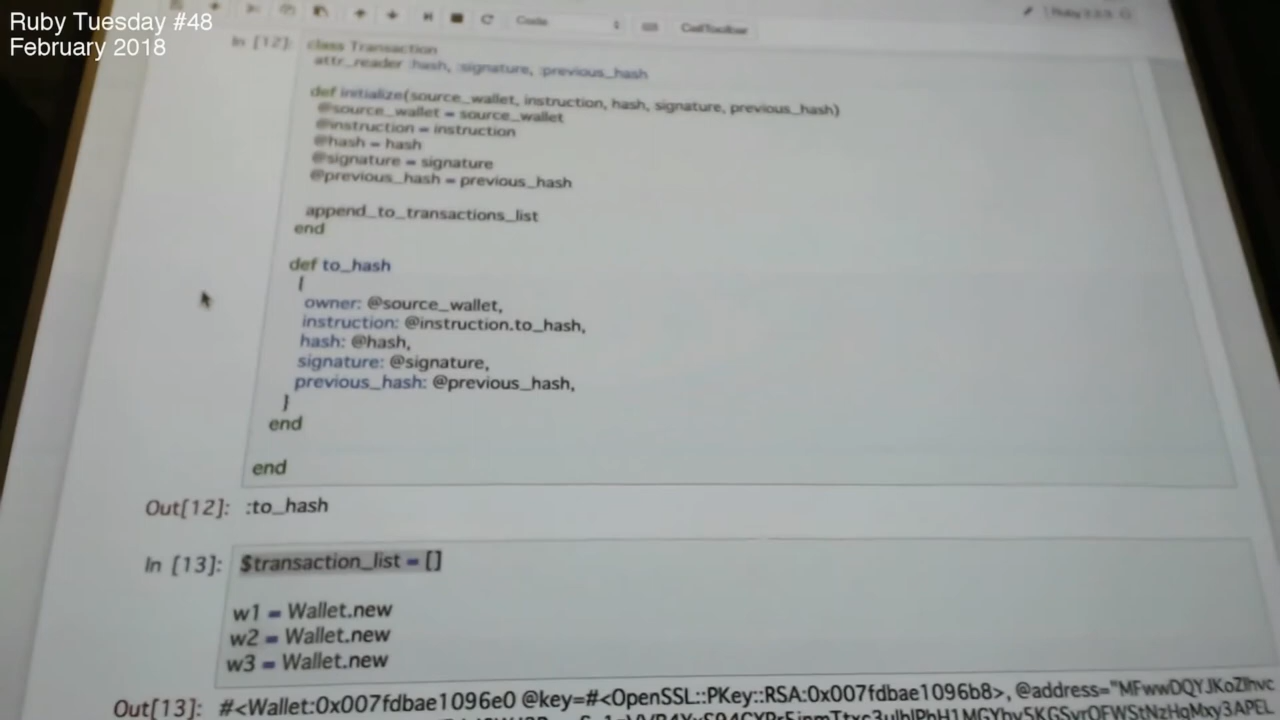 Ruby Tuesday #48
February 2018
Code
CellToolbar
In [12]:
class Transaction
attr_reader :hash, :signature, :previous_hash
def initialize(source_wallet, instruction, hash, signature, previous_hash)
@source_wallet = source_wallet
@instruction = instruction
@hash = hash
@signature = signature
@previous_hash = previous_hash
append_to_transactions_list
end
def to_hash
{
owner: @source_wallet,
instruction: @instruction.to_hash,
hash: @hash,
signature: @signature,
previous_hash: @previous_hash,
}
end
end
Out[12]: :to_hash
In [13]: $transaction_list = []
w1 = Wallet.new
w2 = Wallet.new
w3 = Wallet.new
Out[13]: #<Wallet:0x007fdbae1096e0 @key=#<OpenSSL::PKey::RSA:0x007fdbae1096b8>, @address="MFwwDQYJKoZIhvc